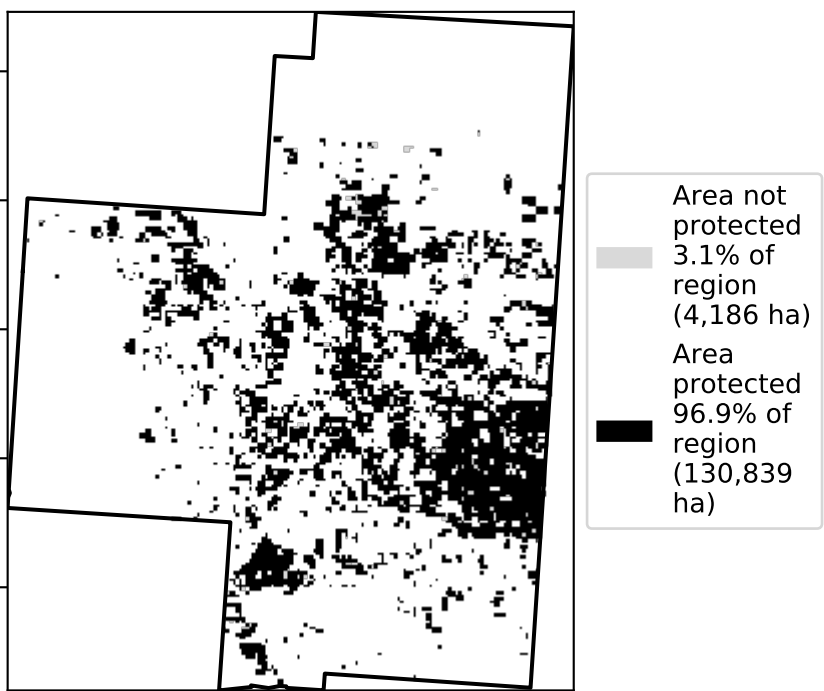 Area not
protected
3.1% of
region
(4,186 ha)
Area
protected
96.9% of
region
(130,839
ha)